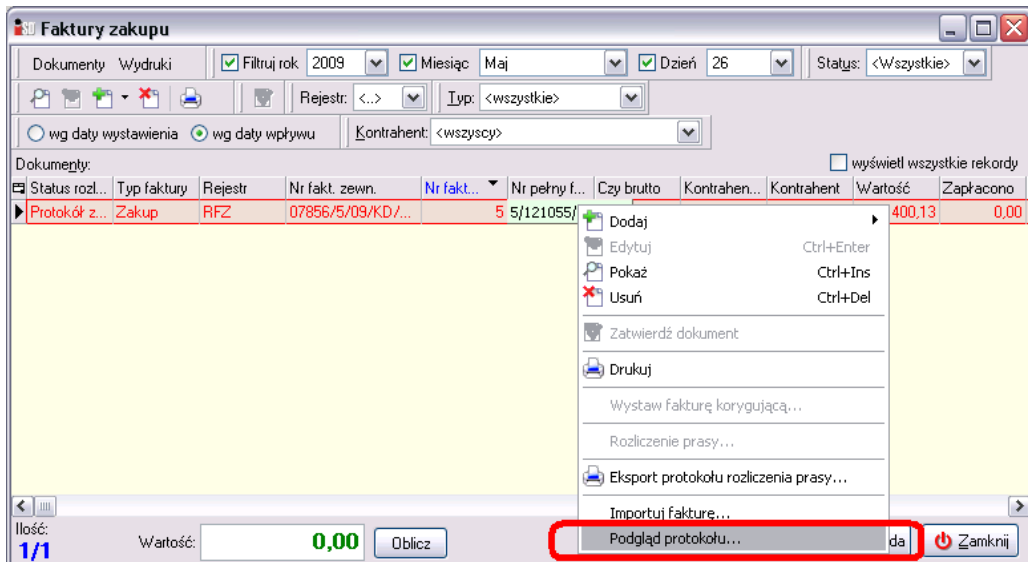 Faktury zakupu
Dokumenty Wydruki Filtruj rok 2009 Miesiąc Maj Dzień 26 Status: <Wszystkie>
Rejestr: <..> Typ: <wszystkie>
wg daty wystawienia wg daty wpływu Kontrahent: <wszyscy>
Dokumenty: wyświetl wszystkie rekordy
Status rozl... Typ faktury Rejestr Nr fakt. zewn. Nr fakt... Nr pełny f... Czy brutto Kontrahen... Kontrahent Wartość Zapłacono
Protokół z... Zakup RFZ 07856/5/09/KD/... 5 5/121055/ 400,13 0,00
Dodaj
Edytuj Ctrl+Enter
Pokaż Ctrl+Ins
Usuń Ctrl+Del
Zatwierdź dokument
Drukuj
Wystaw fakturę korygującą...
Rozliczenie prasy...
Eksport protokołu rozliczenia prasy...
Importuj fakturę...
Podgląd protokołu...
Ilość:
1/1 Wartość: 0,00 Oblicz da Zamknij